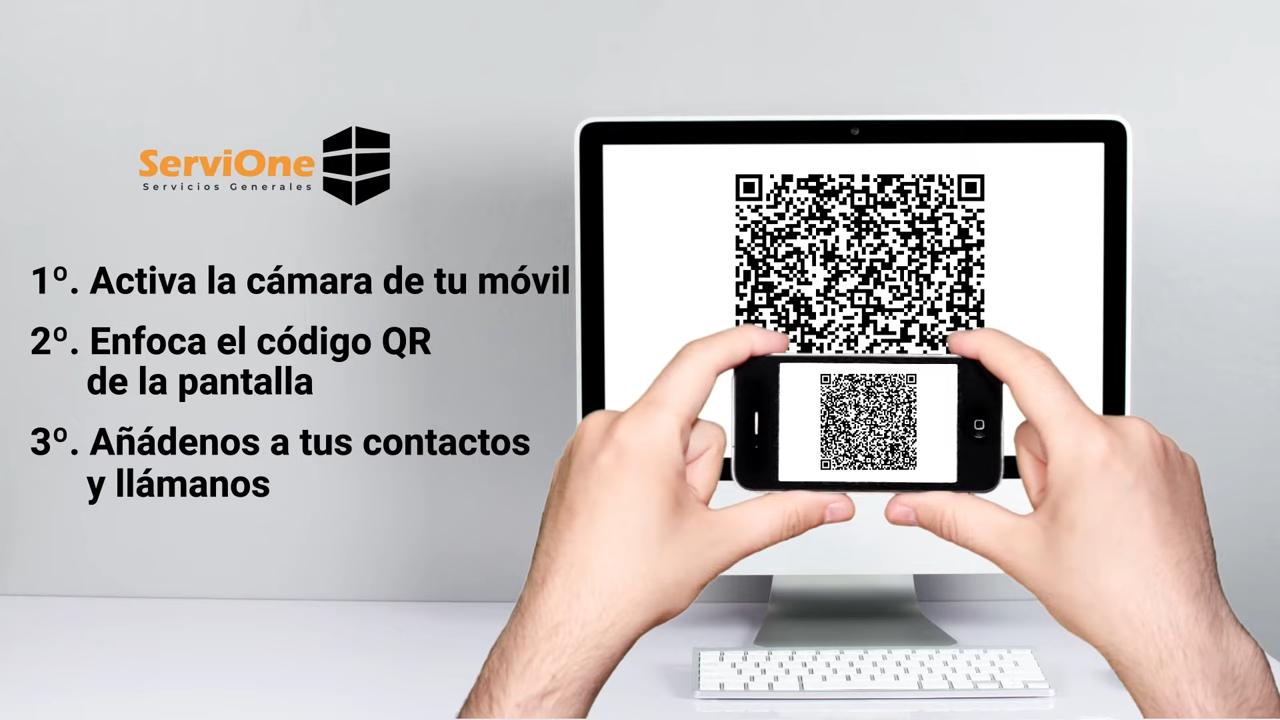 ServiOne
Servicios Generales
1º. Activa la cámara de tu móvil
2º. Enfoca el código QR
de la pantalla
3º. Añádenos a tus contactos
y llámanos